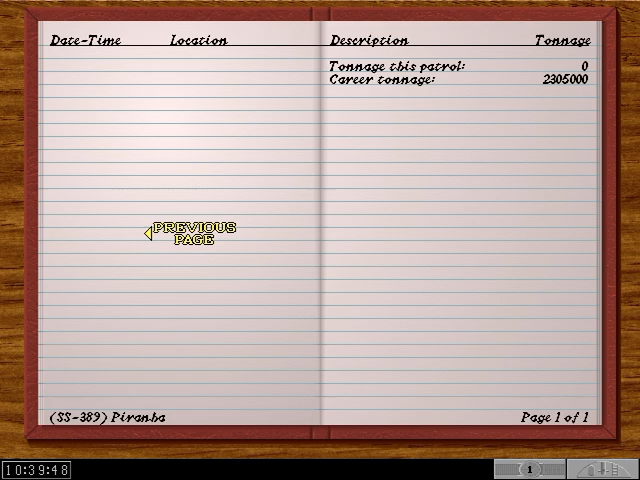 Date-Time Location Description Tonnage
Tonnage this patrol: 0
Career tonnage: 2305000
PREVIOUS
PAGE
(SS-389) Piranha Page 1 of 1
10:39:48 1